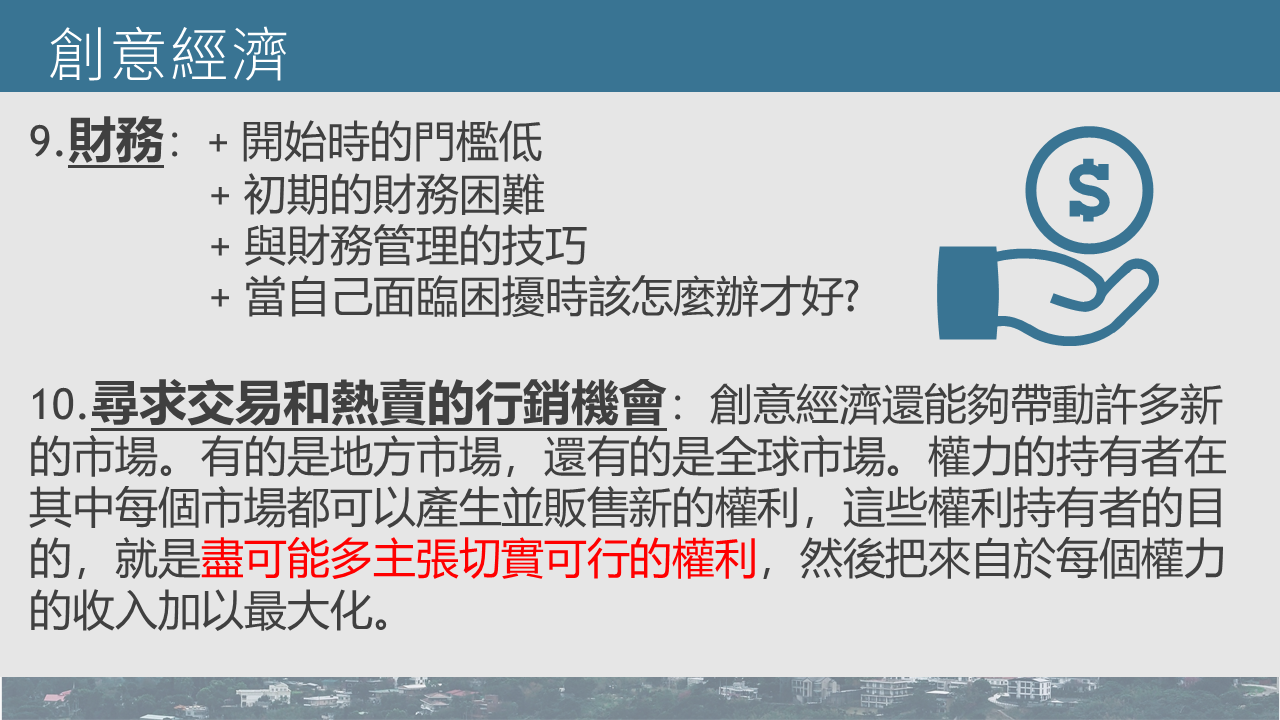 創意經濟
9.財務：+ 開始時的門檻低
+ 初期的財務困難
+ 與財務管理的技巧
+ 當自己面臨困擾時該怎麼辦才好?
$
10.尋求交易和熱賣的行銷機會：創意經濟還能夠帶動許多新
的市場。有的是地方市場，還有的是全球市場。權力的持有者在
其中每個市場都可以產生並販售新的權利，這些權利持有者的目
的，就是盡可能多主張切實可行的權利，然後把來自於每個權力
的收入加以最大化。